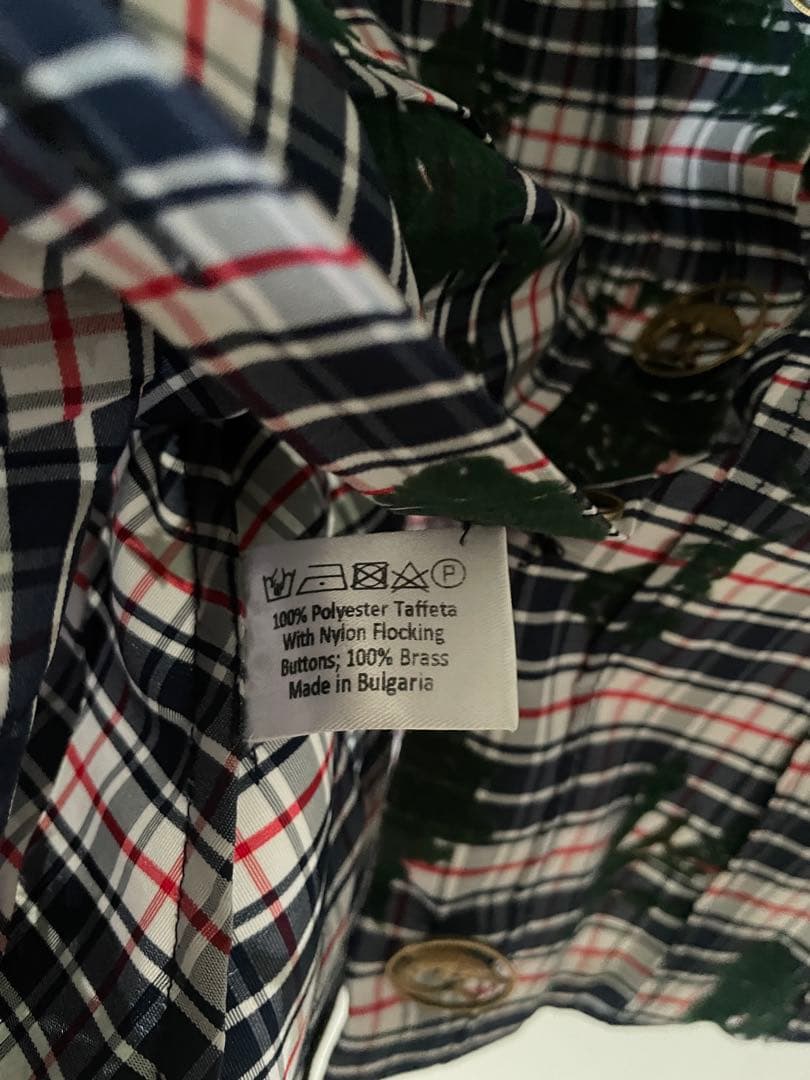 P
100% Polyester Taffeta
With Nylon Flocking
Buttons; 100% Brass
Made in Bulgaria